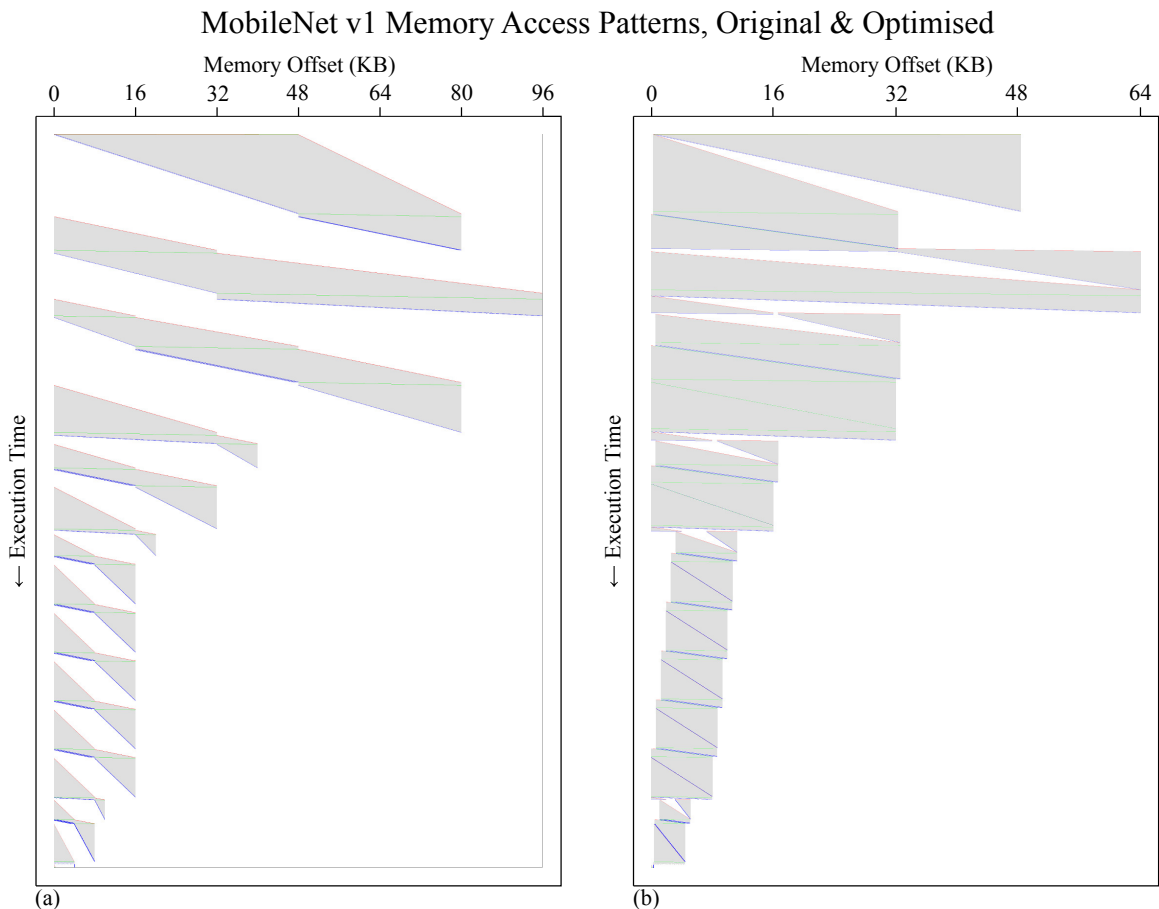 MobileNet v1 Memory Access Patterns, Original & Optimised
Memory Offset (KB)
0 16 32 48 64 80 96
← Execution Time
(a)
Memory Offset (KB)
0 16 32 48 64
← Execution Time
(b)